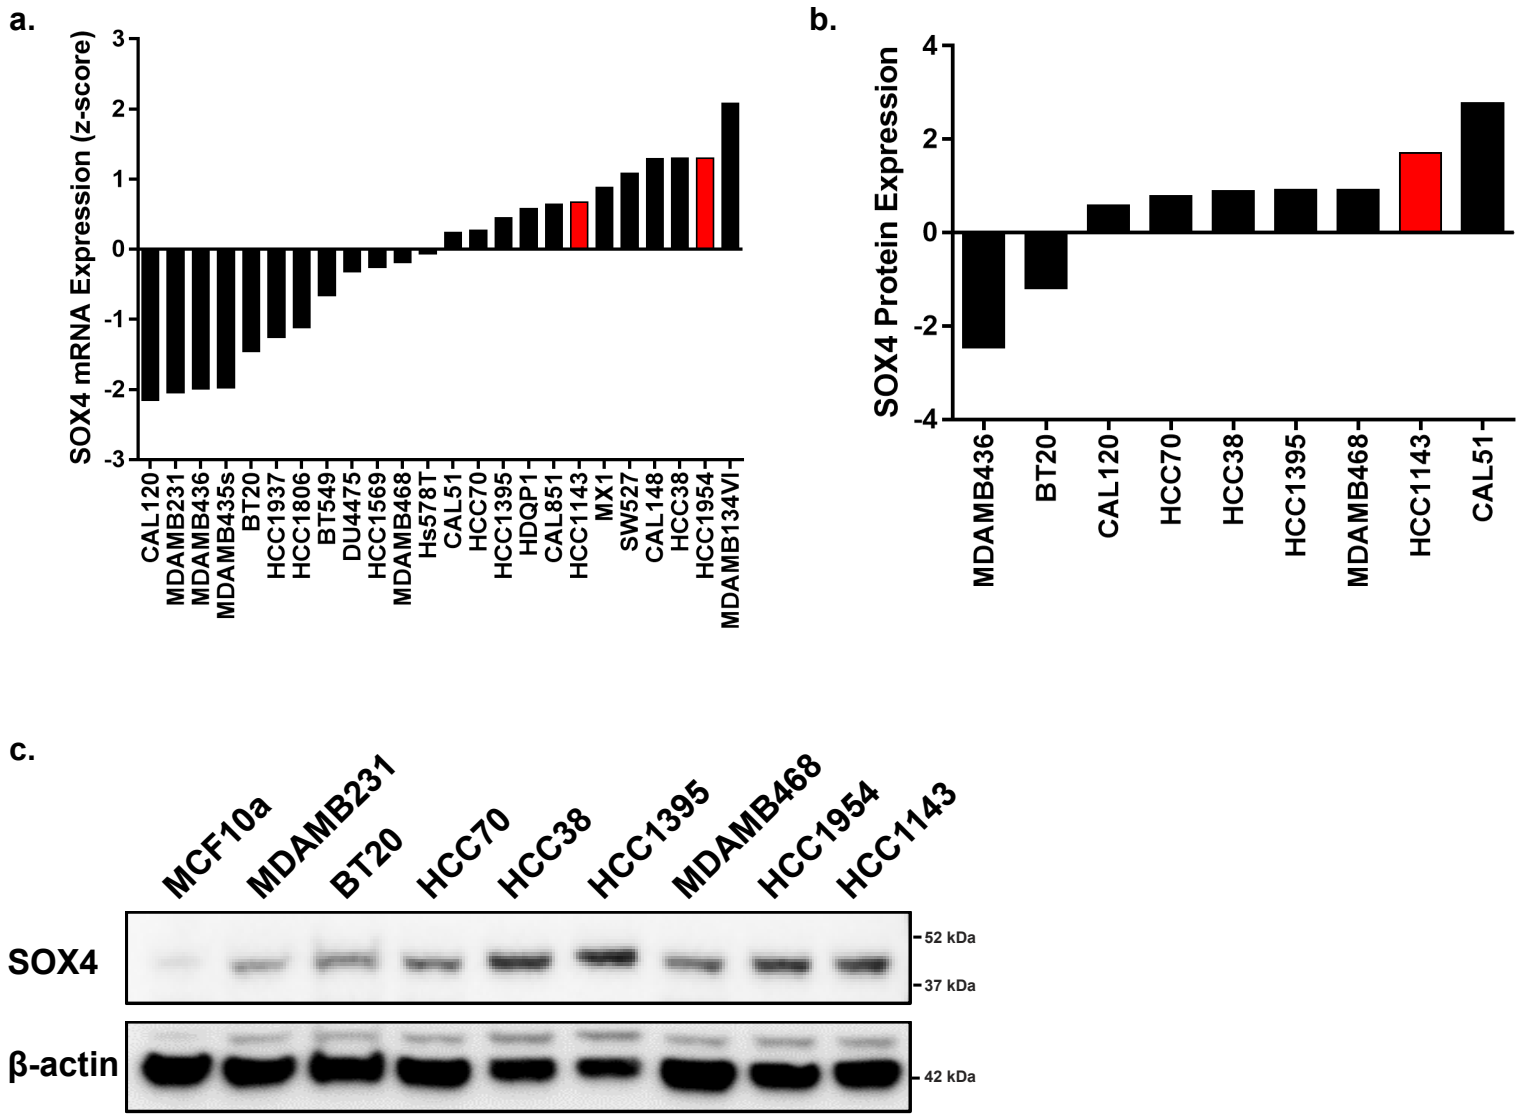 a.
SOX4 mRNA Expression (z-score)
3
2
1
0
-1
-2
-3
CAL120
MDAMB231
MDAMB436
MDAMB435s
BT20
HCC1937
HCC1806
BT549
DU4475
HCC1569
MDAMB468
Hs578T
CAL51
HCC70
HCC1395
HDQP1
CAL851
HCC1143
MX1
SW527
CAL148
HCC38
HCC1954
MDAMB134VI
b.
SOX4 Protein Expression
4
2
0
-2
-4
MDAMB436
BT20
CAL120
HCC70
HCC38
HCC1395
MDAMB468
HCC1143
CAL51
c.
MCF10a
MDAMB231
BT20
HCC70
HCC38
HCC1395
MDAMB468
HCC1954
HCC1143
SOX4
52 kDa
37 kDa
β-actin
42 kDa